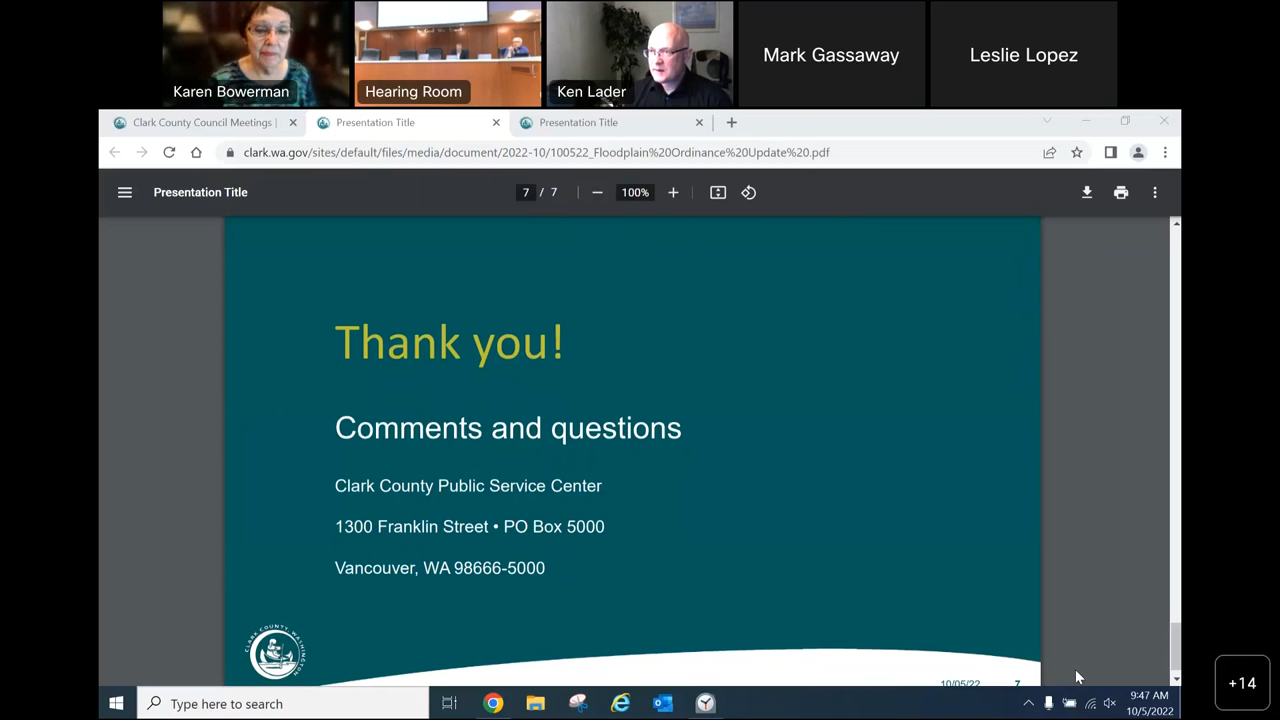 Karen Bowerman
Hearing Room
Ken Lader
Mark Gassaway
Leslie Lopez
Clark County Council Meetings |
Presentation Title
Presentation Title
clark.wa.gov/sites/default/files/media/document/2022-10/100522_Floodplain%20Ordinance%20Update%20.pdf
Presentation Title
7 / 7
100%
Thank you!
Comments and questions
Clark County Public Service Center
1300 Franklin Street • PO Box 5000
Vancouver, WA 98666-5000
CLARK COUNTY, WASHINGTON
10/05/22 7
Type here to search
9:47 AM
10/5/2022
+14